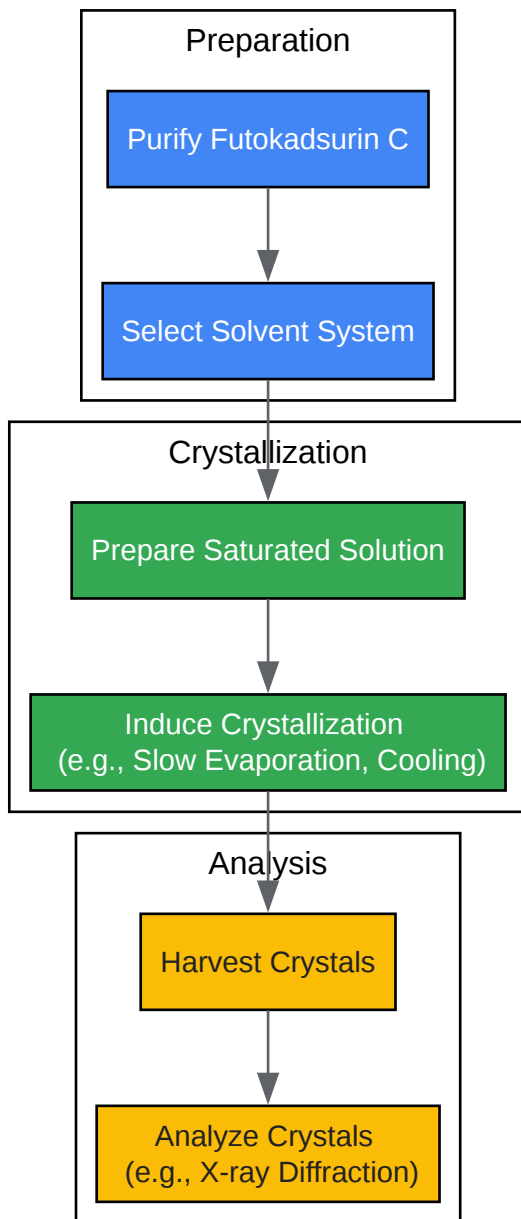 Preparation
Purify Futokadsurin C
Select Solvent System
Crystallization
Prepare Saturated Solution
Induce Crystallization
(e.g., Slow Evaporation, Cooling)
Analysis
Harvest Crystals
Analyze Crystals
(e.g., X-ray Diffraction)